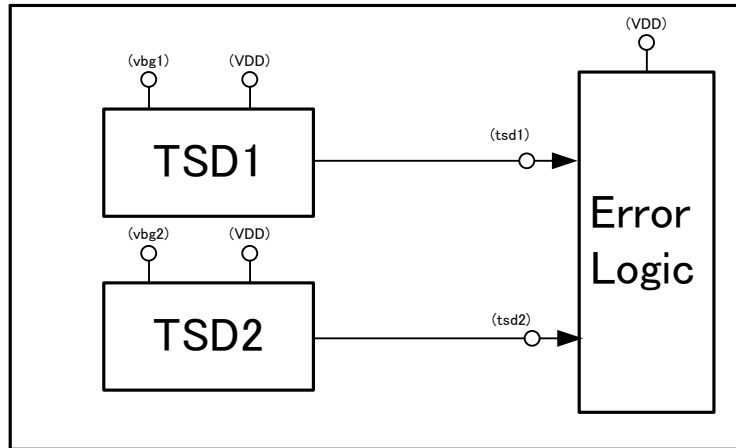 (vbg1)
(VDD)
(VDD)
TSD1
(tsd1)
Error
Logic
(vbg2)
(VDD)
TSD2
(tsd2)